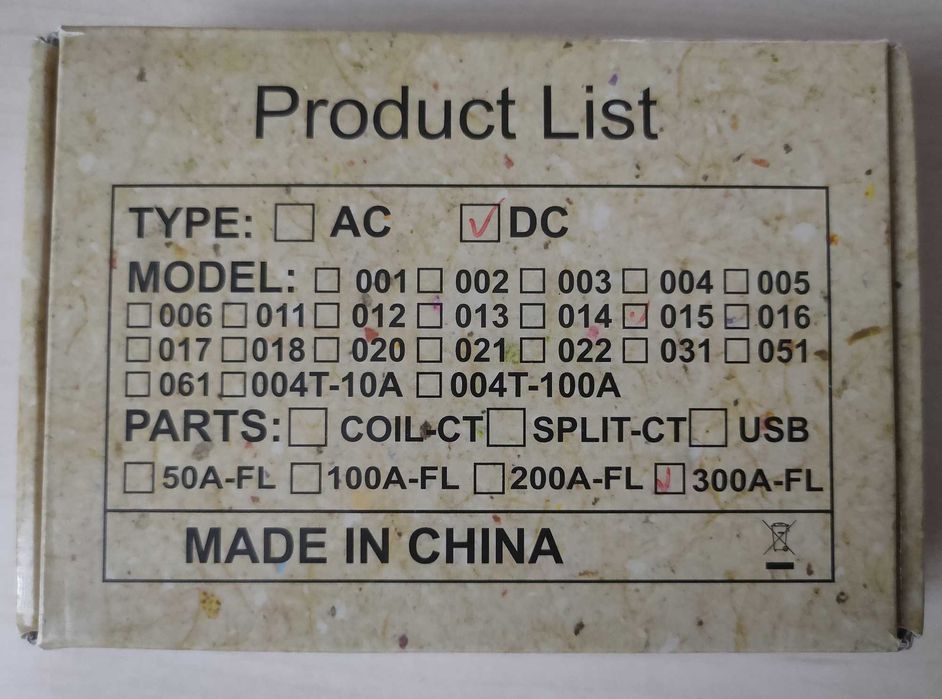 Product List
TYPE: ☐ AC ☑ DC
MODEL: ☐ 001 ☐ 002 ☐ 003 ☐ 004 ☐ 005
☐ 006 ☐ 011 ☐ 012 ☐ 013 ☐ 014 ☑ 015 ☐ 016
☐ 017 ☐ 018 ☐ 020 ☐ 021 ☐ 022 ☐ 031 ☐ 051
☐ 061 ☐ 004T-10A ☐ 004T-100A
PARTS: ☐ COIL-CT ☐ SPLIT-CT ☐ USB
☐ 50A-FL ☐ 100A-FL ☐ 200A-FL ☑ 300A-FL
MADE IN CHINA